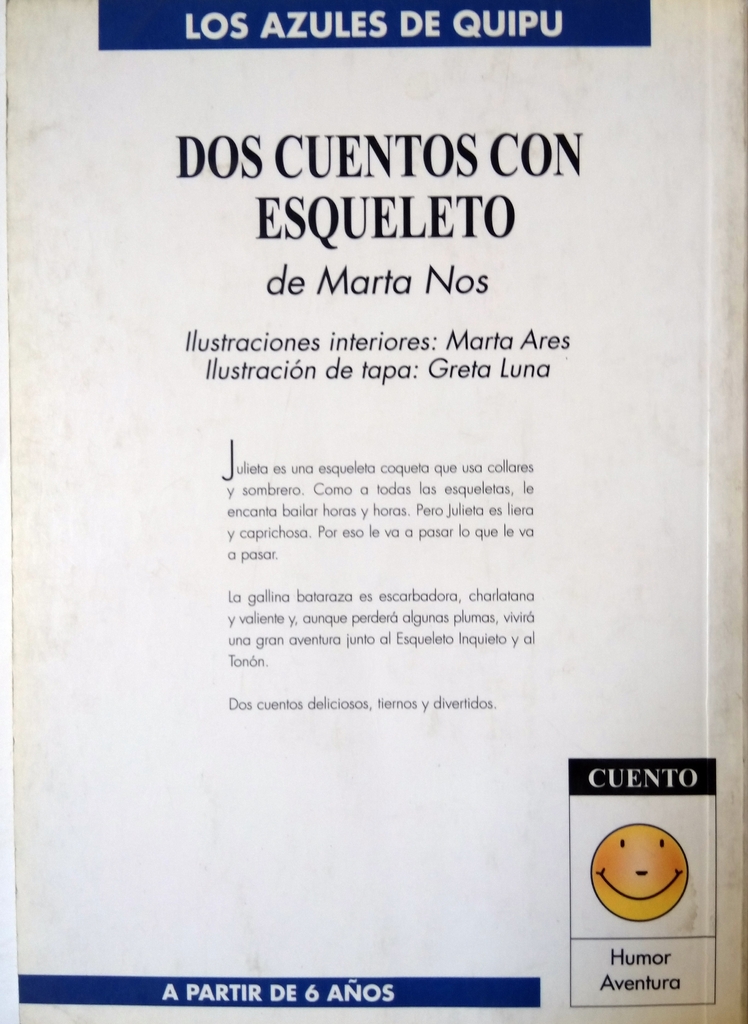 LOS AZULES DE QUIPU
DOS CUENTOS CON
ESQUELETO
de Marta Nos
Ilustraciones interiores: Marta Ares
Ilustración de tapa: Greta Luna
Julieta es una esqueleta coqueta que usa collares
y sombrero. Como a todas las esqueletas, le
encanta bailar horas y horas. Pero Julieta es liera
y caprichosa. Por eso le va a pasar lo que le va
a pasar.
La gallina bataraza es escarbadora, charlatana
y valiente y, aunque perderá algunas plumas, vivirá
una gran aventura junto al Esqueleto Inquieto y al
Tonón.
Dos cuentos deliciosos, tiernos y divertidos.
CUENTO
Humor
Aventura
A PARTIR DE 6 AÑOS